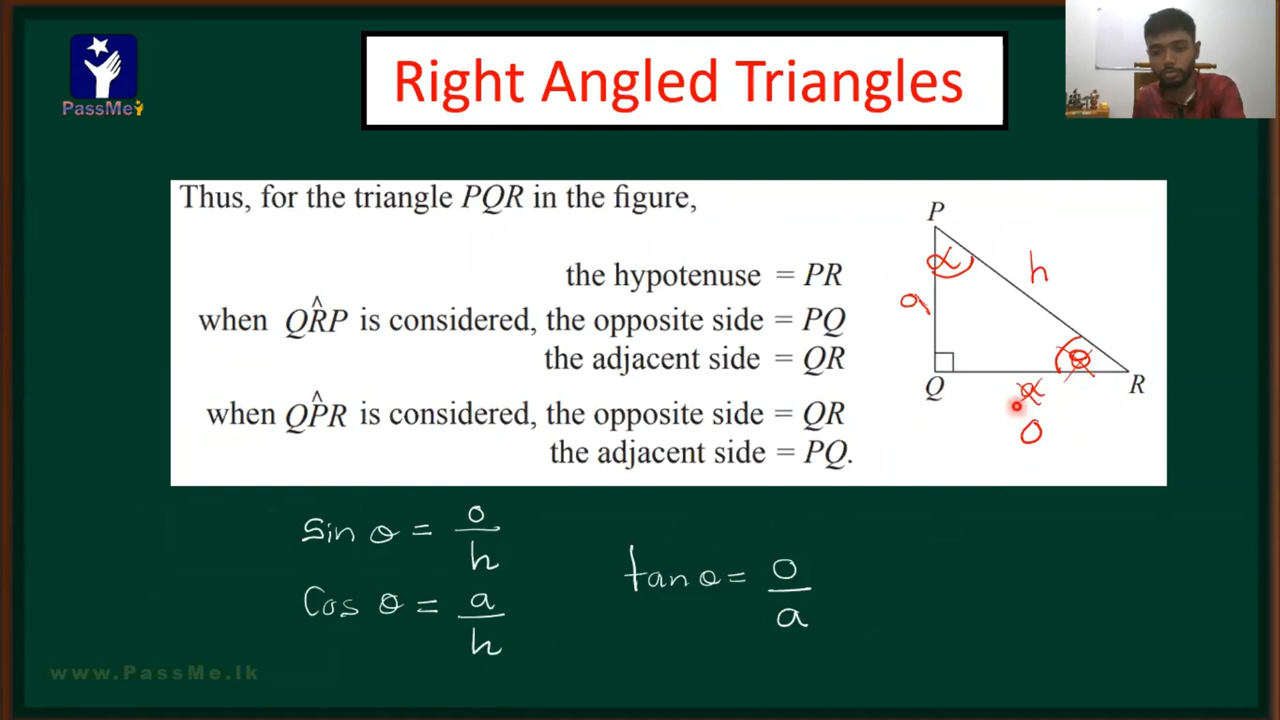 PassMe
Right Angled Triangles
Thus, for the triangle PQR in the figure,
the hypotenuse = PR
when QR̂P is considered, the opposite side = PQ
the adjacent side = QR
when QP̂R is considered, the opposite side = QR
the adjacent side = PQ.
P
α
h
a
θ
Q
R
α
o
sin θ = o/h
cos θ = a/h
tan θ = o/a
www.PassMe.lk